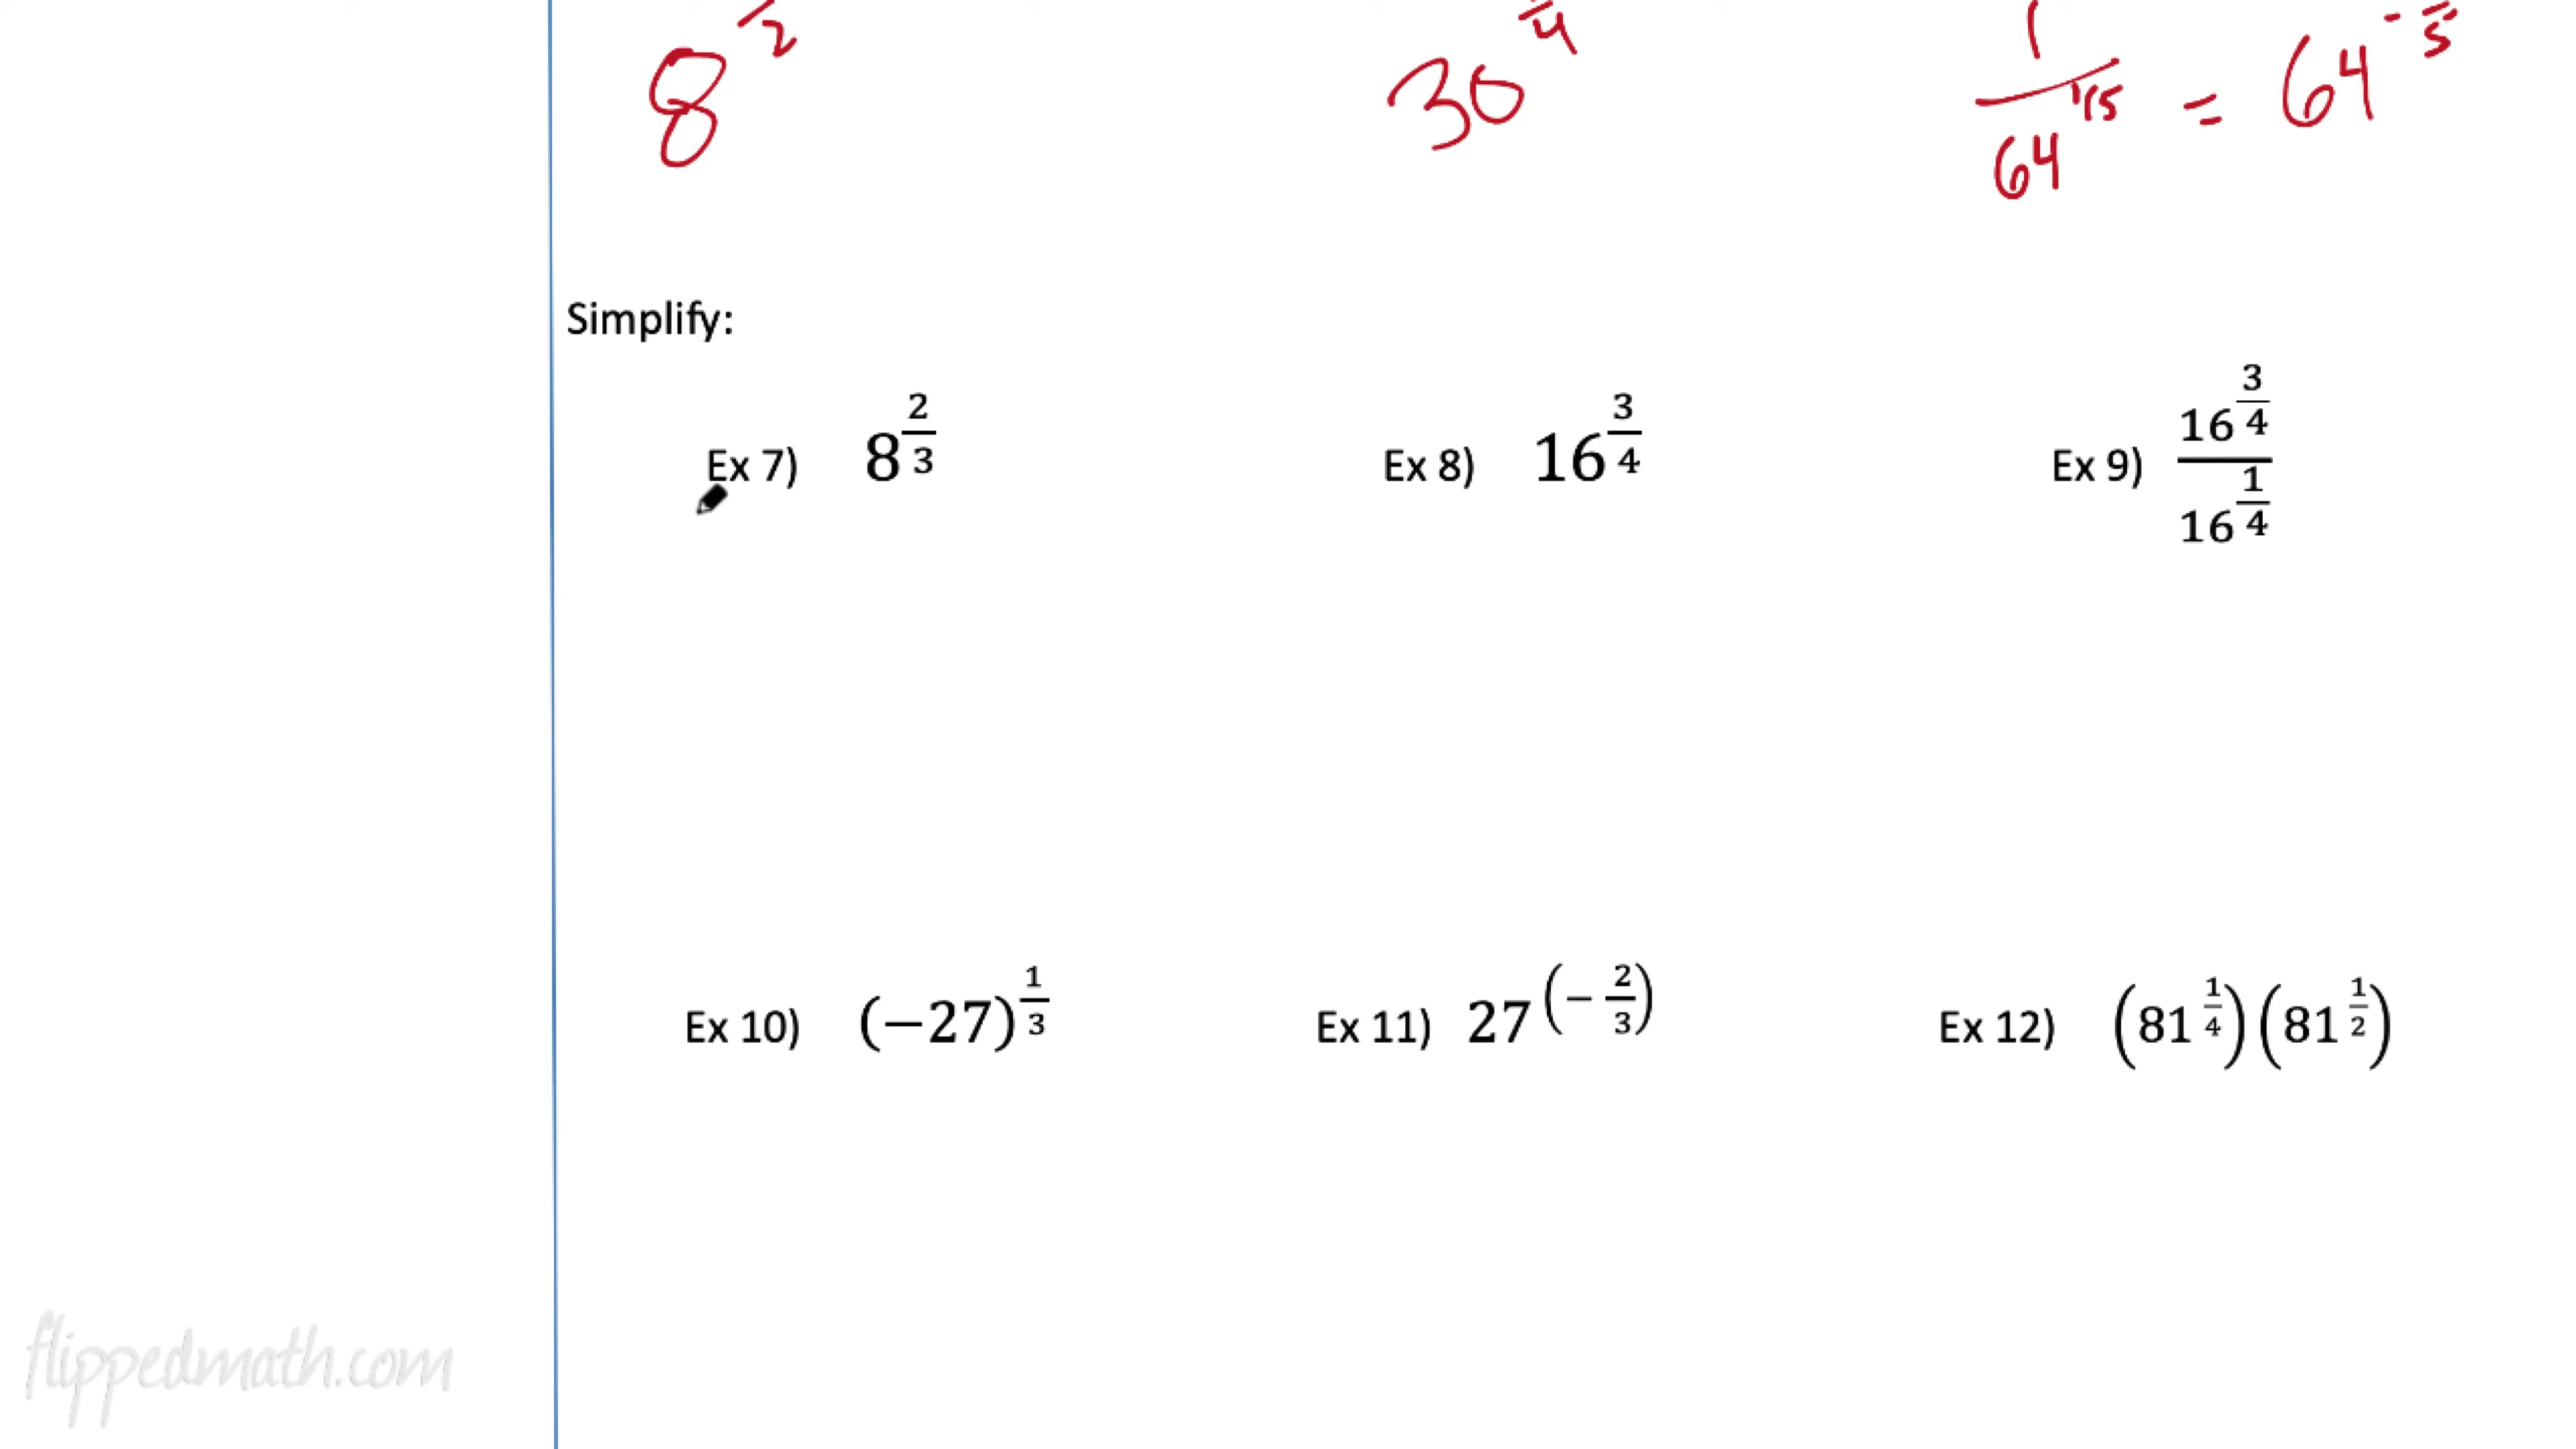 8^(1/2) 30^(1/4) 1/64^(1/5) = 64^(-1/5)
Simplify:
Ex 7) 8^(2/3) Ex 8) 16^(3/4) Ex 9) 16^(3/4)/16^(1/4)
Ex 10) (−27)^(1/3) Ex 11) 27^(−2/3) Ex 12) (81^(1/4))(81^(1/2))
flippedmath.com